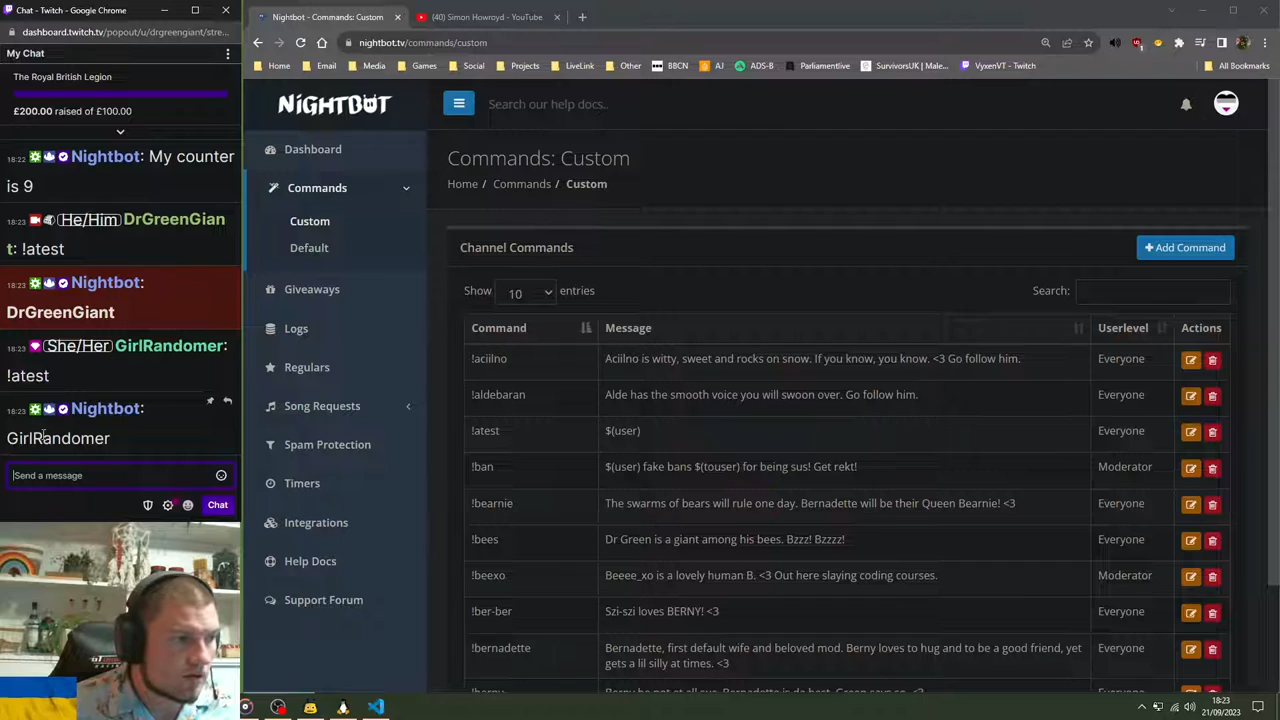 Chat - Twitch - Google Chrome
dashboard.twitch.tv/popout/u/drgreengiant/stre...
My Chat
The Royal British Legion
£200.00 raised of £100.00
18:22 Nightbot: My counter
is 9
18:23 He/Him DrGreenGian
t: !atest
18:23 Nightbot:
DrGreenGiant
18:23 She/Her GirlRandomer:
!atest
18:23 Nightbot:
GirlRandomer
Send a message
Chat
Nightbot - Commands: Custom
(40) Simon Howroyd - YouTube
nightbot.tv/commands/custom
Home
Email
Media
Games
Social
Projects
LiveLink
Other
BBCN
AJ
ADS-B
Parliamentlive
SurvivorsUK | Male...
VyxenVT - Twitch
All Bookmarks
NiGHTBOT
Search our help docs..
Dashboard
Commands
Custom
Default
Giveaways
Logs
Regulars
Song Requests
Spam Protection
Timers
Integrations
Help Docs
Support Forum
Commands: Custom
Home / Commands / Custom
Channel Commands
+ Add Command
Show 10 entries
Search:
Command Message Userlevel Actions
!aciilno Aciilno is witty, sweet and rocks on snow. If you know, you know. <3 Go follow him. Everyone
!aldebaran Alde has the smooth voice you will swoon over. Go follow him. Everyone
!atest $(user) Everyone
!ban $(user) fake bans $(touser) for being sus! Get rekt! Moderator
!bearnie The swarms of bears will rule one day. Bernadette will be their Queen Bearnie! <3 Everyone
!bees Dr Green is a giant among his bees. Bzzz! Bzzzz! Everyone
!beexo Beeee_xo is a lovely human B. <3 Out here slaying coding courses. Moderator
!ber-ber Szi-szi loves BERNY! <3 Everyone
!bernadette Bernadette, first default wife and beloved mod. Berny loves to hug and to be a good friend, yet Everyone
gets a lil silly at times. <3
18:23
21/09/2023